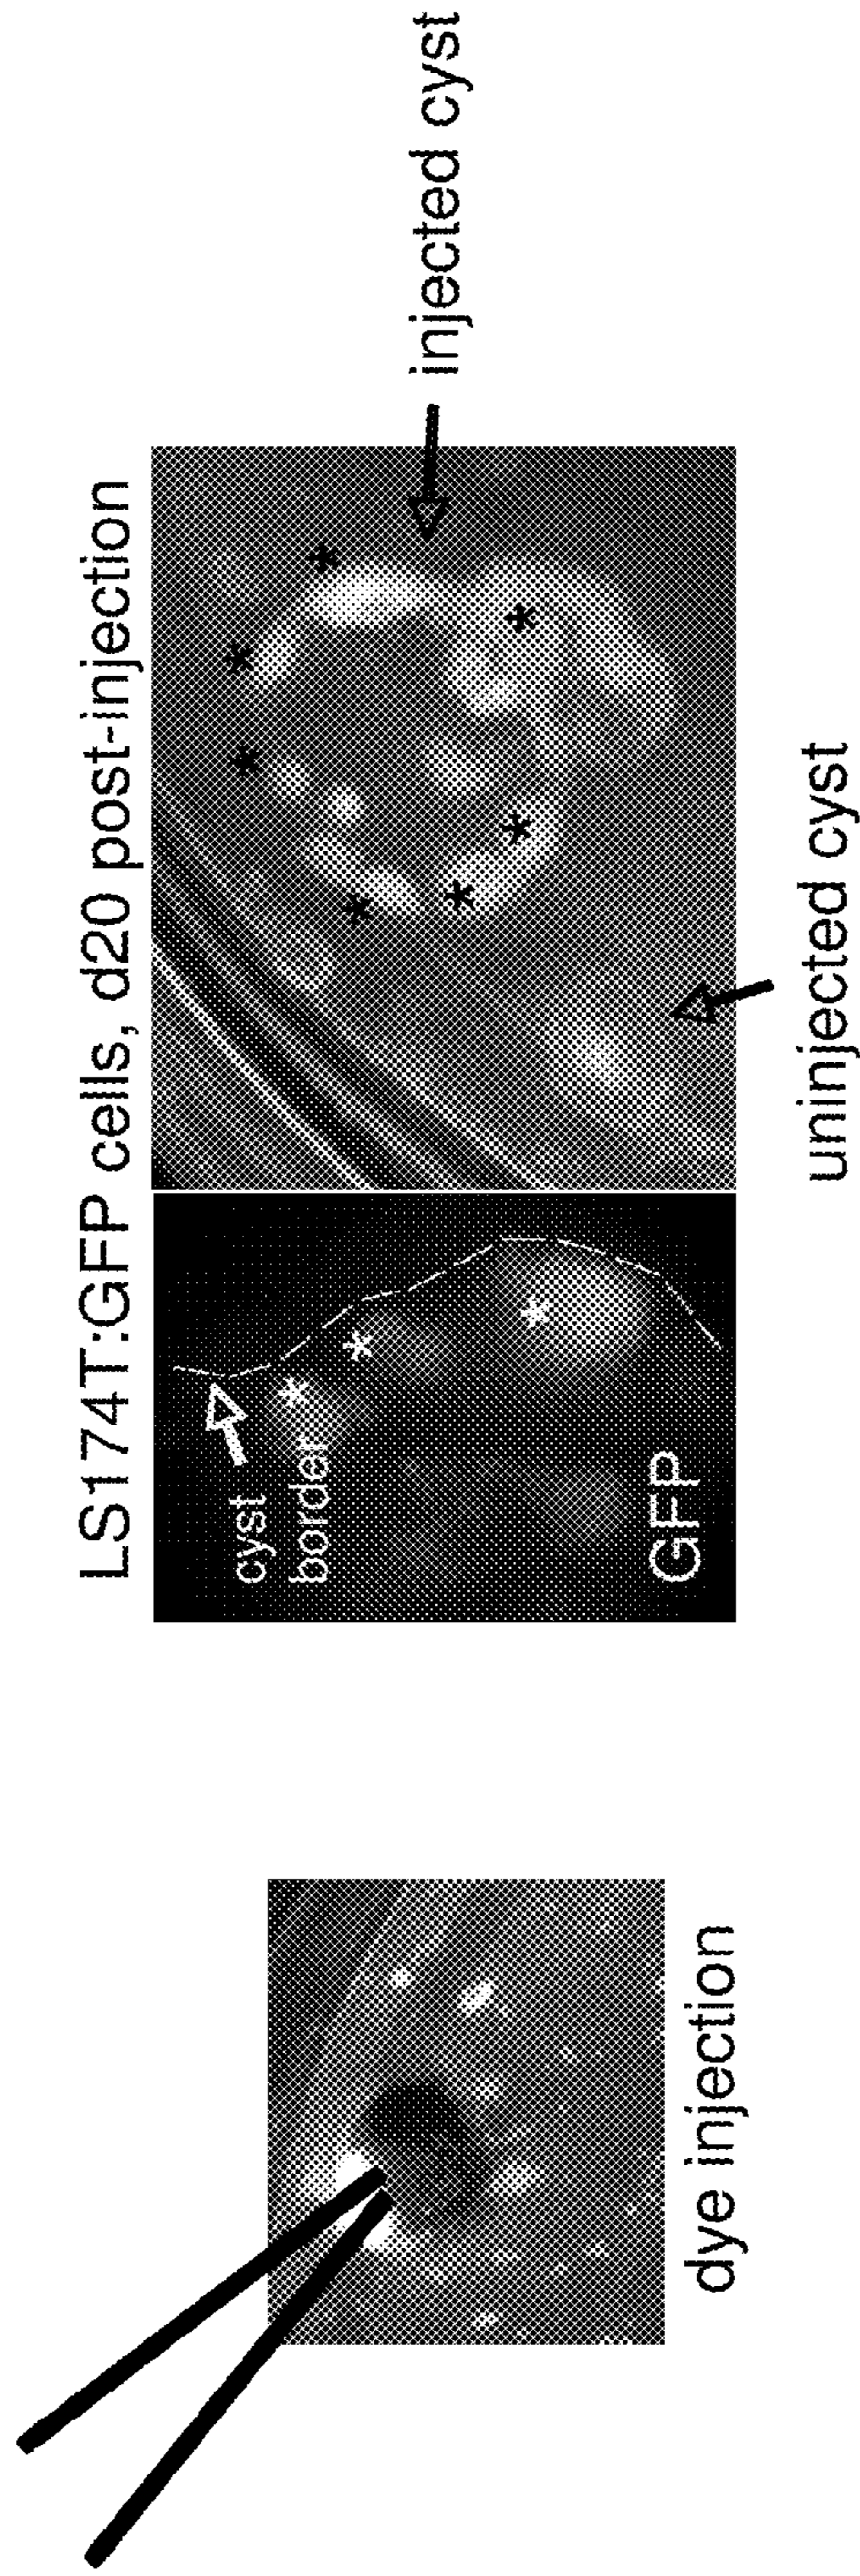 dye injection
LS174T:GFP cells, d20 post-injection
cyst
border
GFP
uninjected cyst
injected cyst